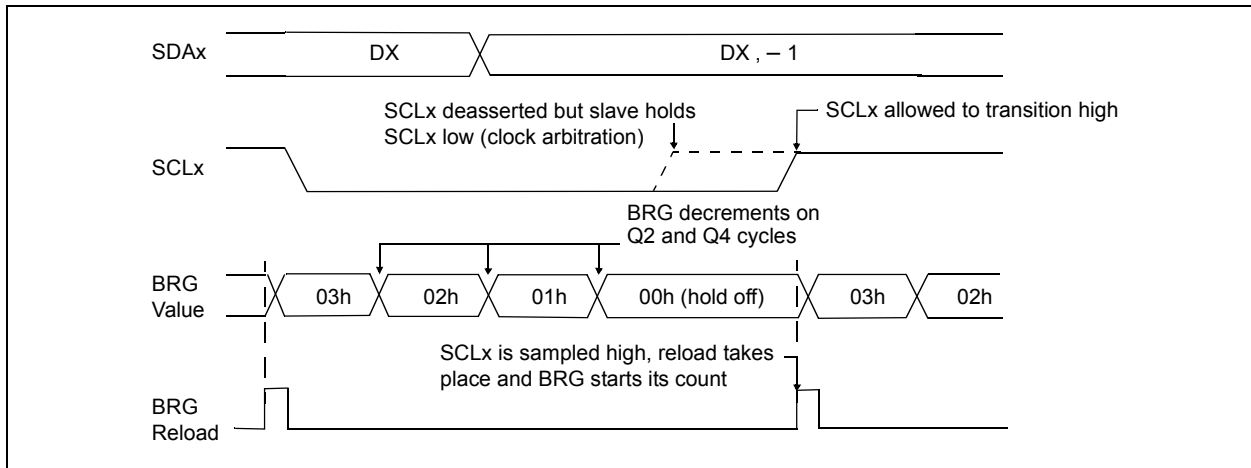 SDAx
DX
DX , – 1
SCLx deasserted but slave holds
SCLx low (clock arbitration)
SCLx allowed to transition high
SCLx
BRG decrements on
Q2 and Q4 cycles
BRG
Value
03h
02h
01h
00h (hold off)
03h
02h
SCLx is sampled high, reload takes
place and BRG starts its count
BRG
Reload